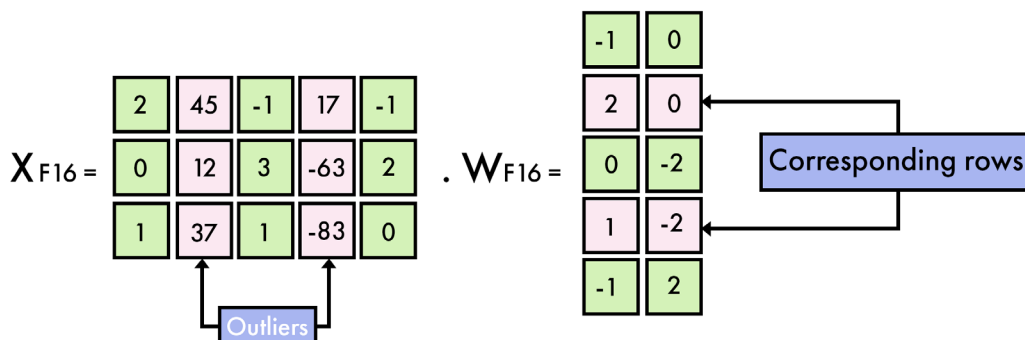 X F16 =
2 45 -1 17 -1
0 12 3 -63 2
1 37 1 -83 0
Outliers
. W F16 =
-1 0
2 0
0 -2
1 -2
-1 2
Corresponding rows